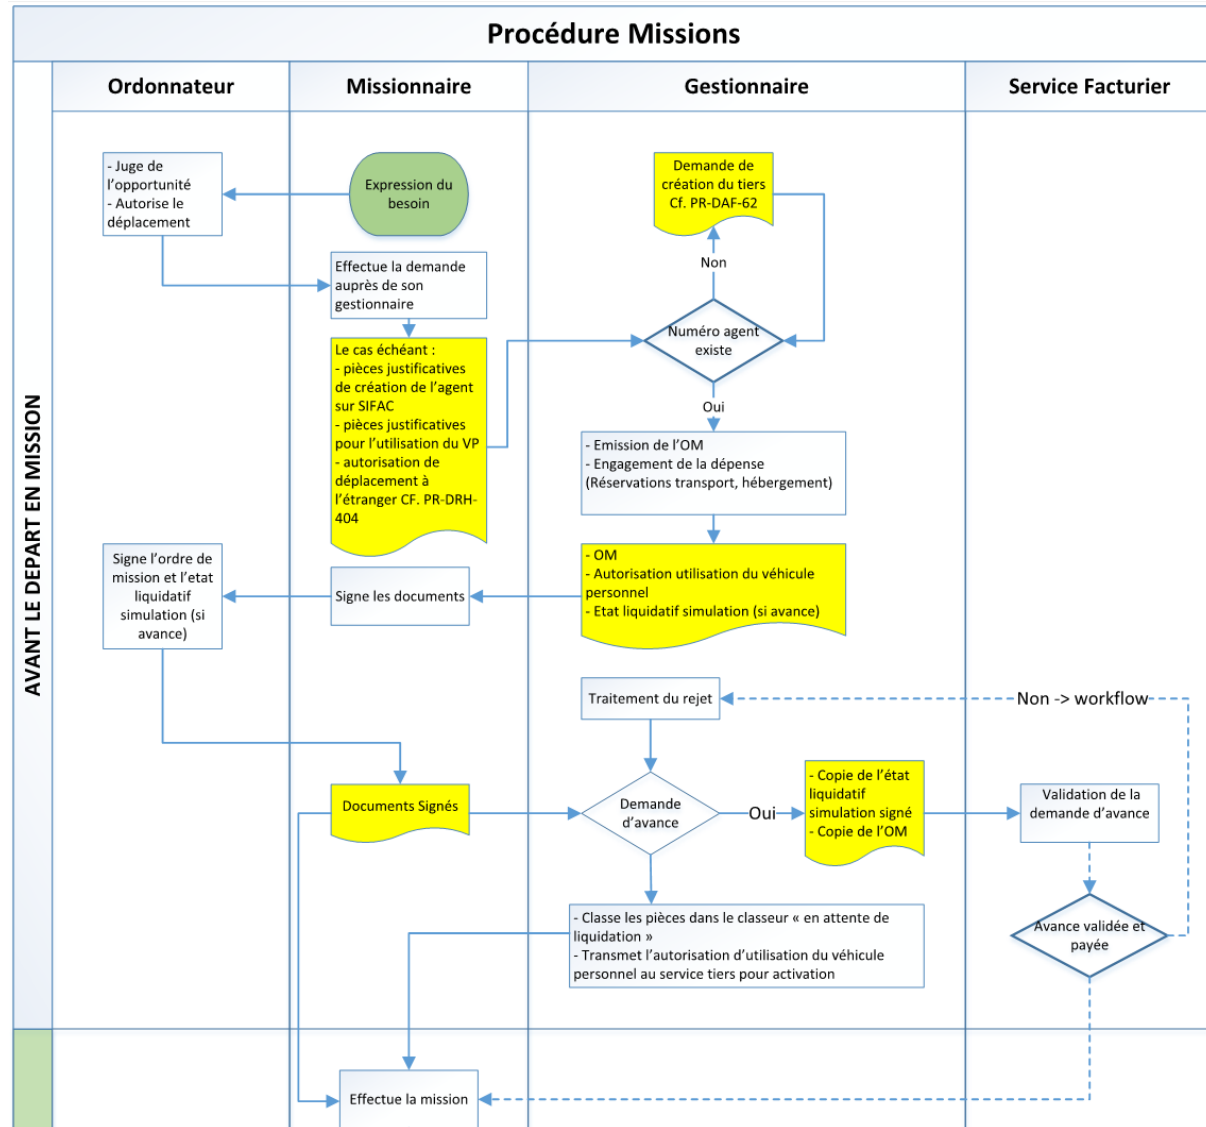 Procédure Missions
Ordonnateur
Missionnaire
Gestionnaire
Service Facturier
AVANT LE DEPART EN MISSION
- Juge de
l’opportunité
- Autorise le
déplacement
Expression du
besoin
Demande de
création du tiers
Cf. PR-DAF-62
Effectue la demande
auprès de son
gestionnaire
Non
Numéro agent
existe
Le cas échéant :
- pièces justificatives
de création de l’agent
sur SIFAC
- pièces justificatives
pour l’utilisation du VP
- autorisation de
déplacement à
l’étranger CF. PR-DRH-
404
Oui
- Emission de l’OM
- Engagement de la dépense
(Réservations transport, hébergement)
- OM
- Autorisation utilisation du véhicule
personnel
- Etat liquidatif simulation (si avance)
Signe les documents
Signe l’ordre de
mission et l’etat
liquidatif
simulation (si
avance)
Traitement du rejet
Non -> workflow
Documents Signés
Demande
d’avance
Oui
- Copie de l’état
liquidatif
simulation signé
- Copie de l’OM
Validation de la
demande d’avance
Avance validée et
payée
- Classe les pièces dans le classeur « en attente de
liquidation »
- Transmet l’autorisation d’utilisation du véhicule
personnel au service tiers pour activation
Effectue la mission